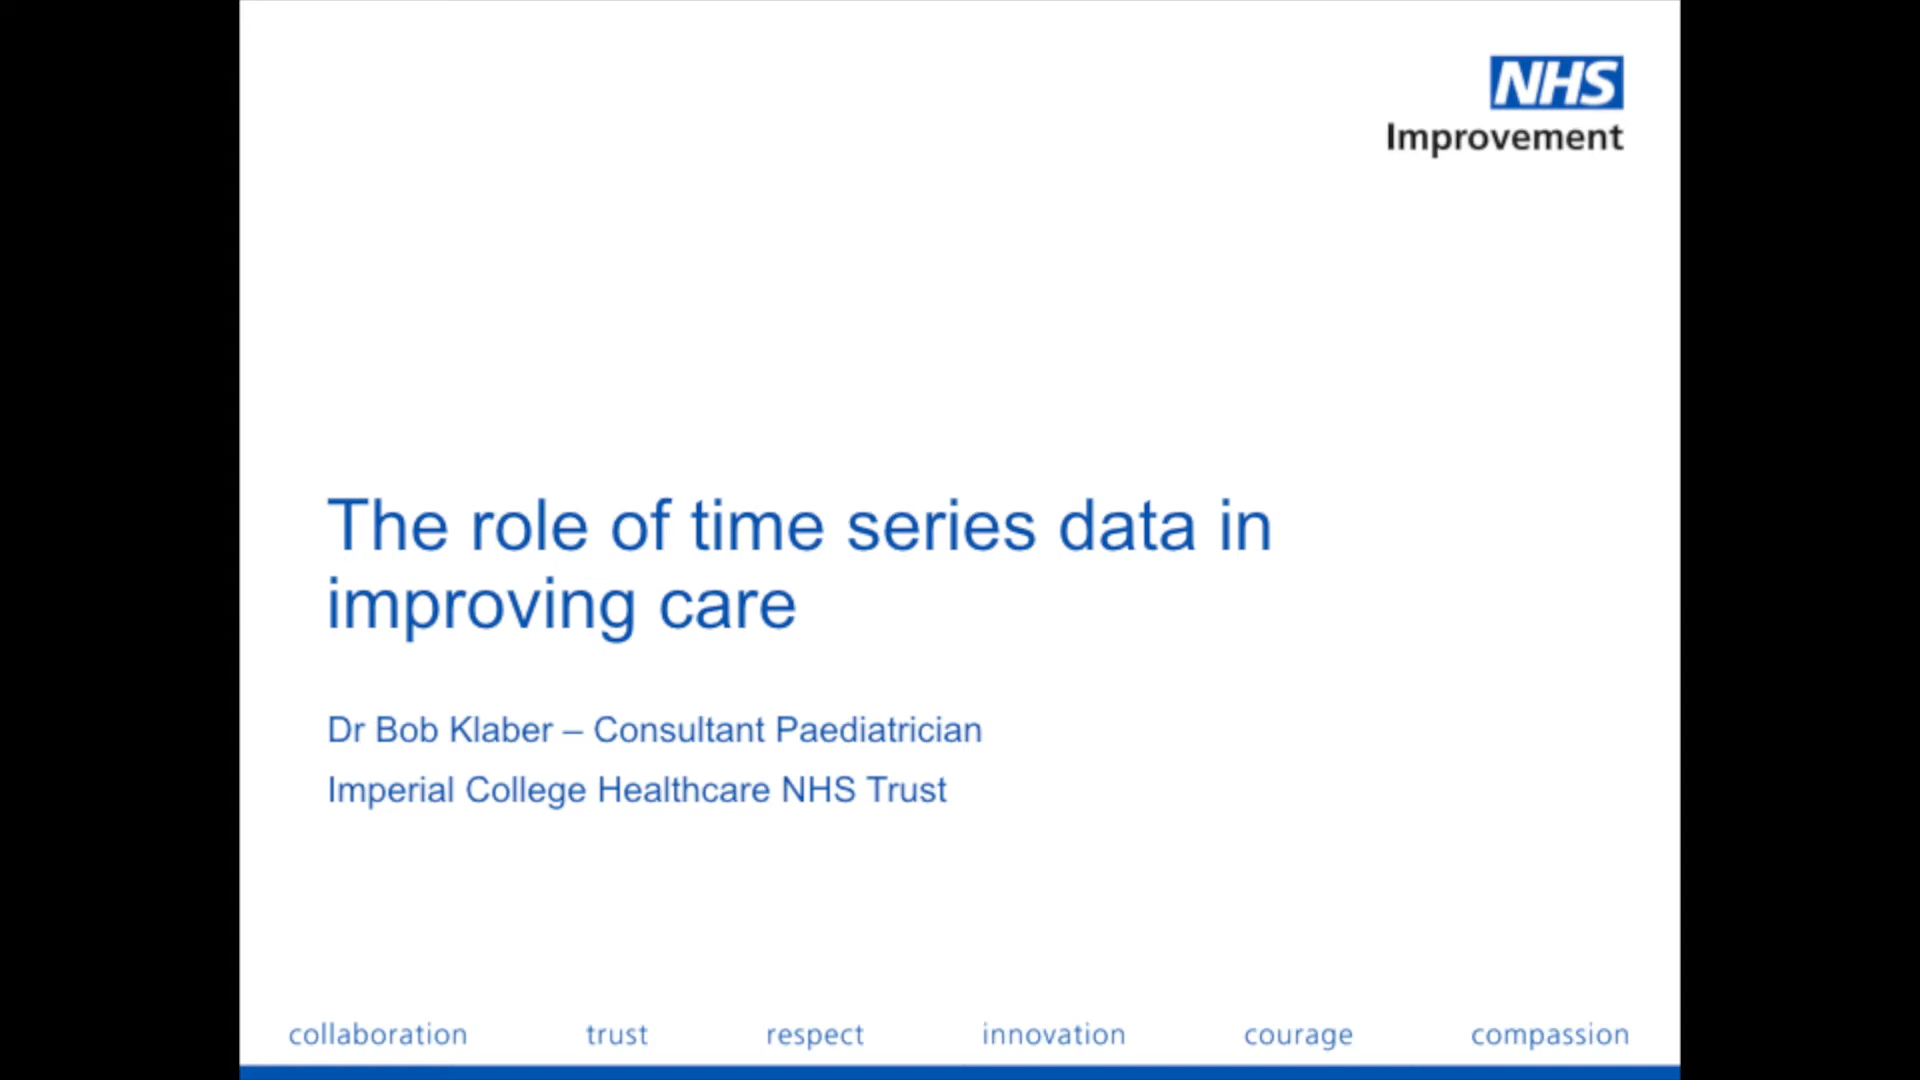 NHS
Improvement
The role of time series data in
improving care
Dr Bob Klaber – Consultant Paediatrician
Imperial College Healthcare NHS Trust
collaboration trust respect innovation courage compassion